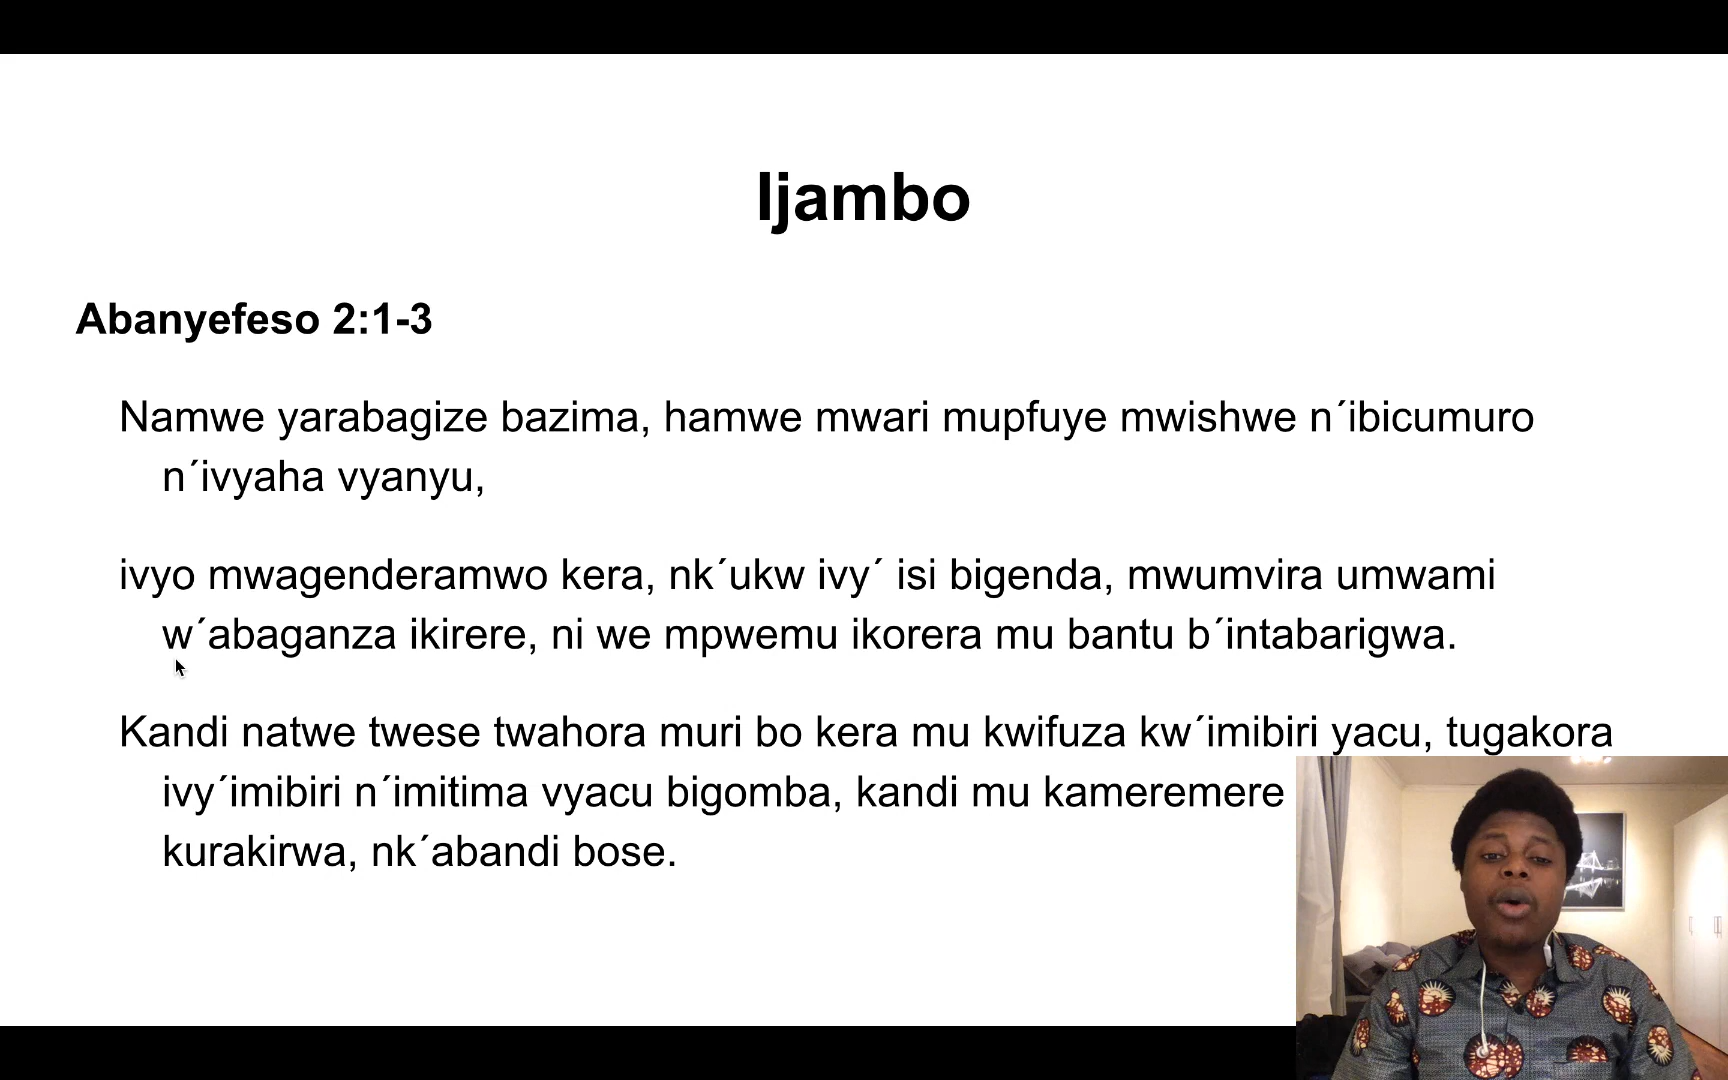 Ijambo
Abanyefeso 2:1-3
Namwe yarabagize bazima, hamwe mwari mupfuye mwishwe n´ibicumuro
n´ivyaha vyanyu,
ivyo mwagenderamwo kera, nk´ukw ivy´ isi bigenda, mwumvira umwami
w´abaganza ikirere, ni we mpwemu ikorera mu bantu b´intabarigwa.
Kandi natwe twese twahora muri bo kera mu kwifuza kw´imibiri yacu, tugakora
ivy´imibiri n´imitima vyacu bigomba, kandi mu kameremere
kurakirwa, nk´abandi bose.